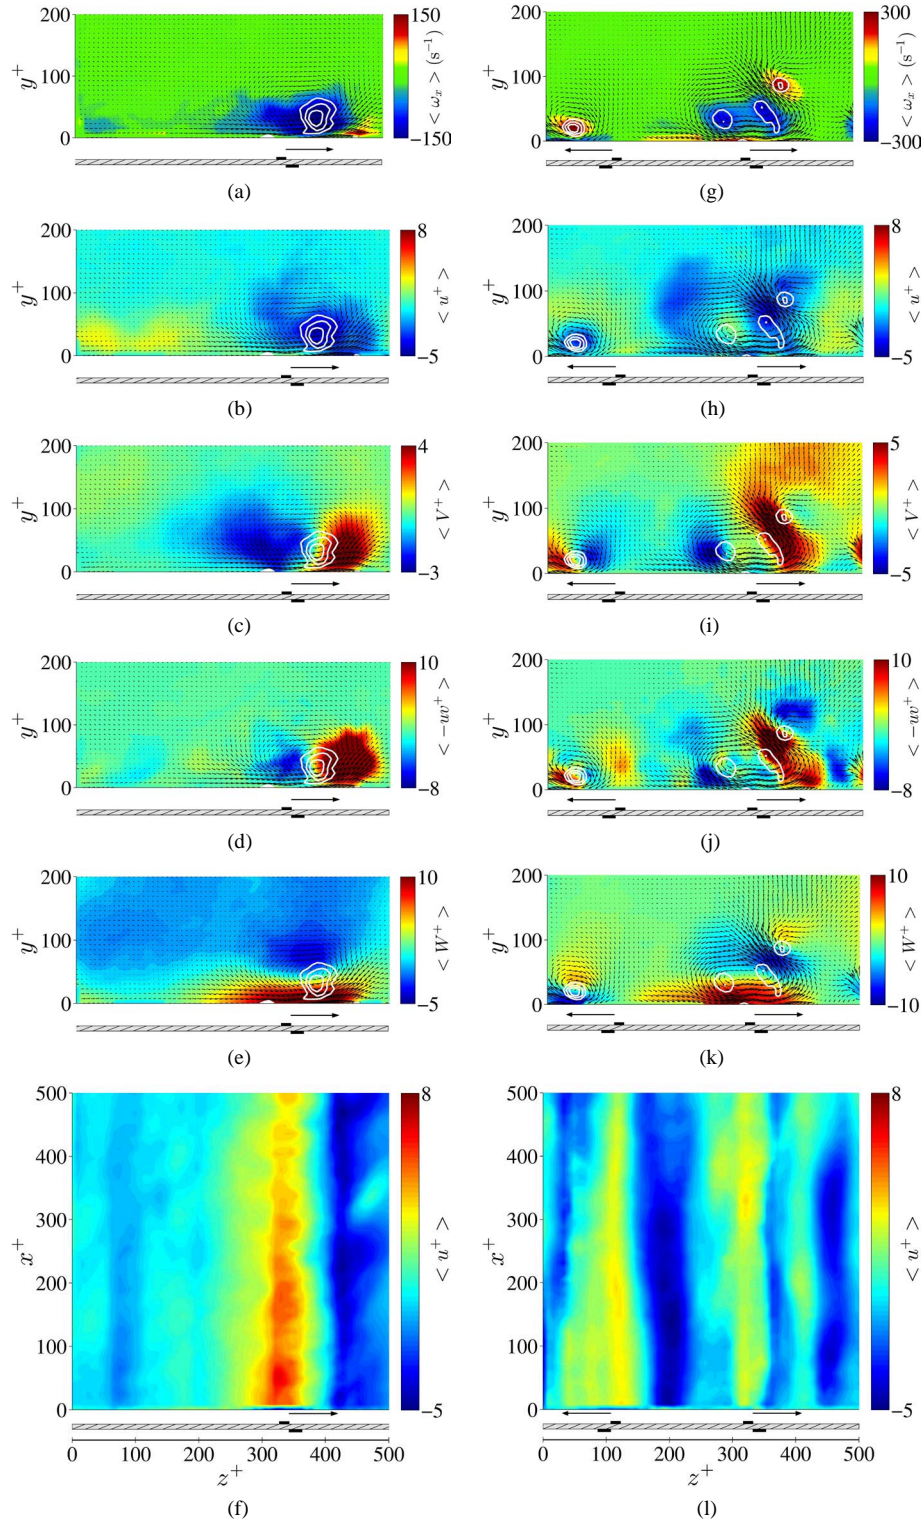 200
100
0
y+
150
−150
< ωx > (s−1)
(a)
200
100
0
y+
300
−300
< ωx > (s−1)
(g)
200
100
0
y+
8
−5
< u+ >
(b)
200
100
0
y+
8
−5
< u+ >
(h)
200
100
0
y+
4
−3
< V+ >
(c)
200
100
0
y+
5
−5
< V+ >
(i)
200
100
0
y+
10
−8
< −uv+ >
(d)
200
100
0
y+
10
−8
< −uv+ >
(j)
200
100
0
y+
10
−5
< W+ >
(e)
200
100
0
y+
10
−10
< W+ >
(k)
500
400
300
200
100
0
x+
8
−5
< u+ >
0 100 200 300 400 500
z+
(f)
500
400
300
200
100
0
x+
8
−5
< u+ >
0 100 200 300 400 500
z+
(l)